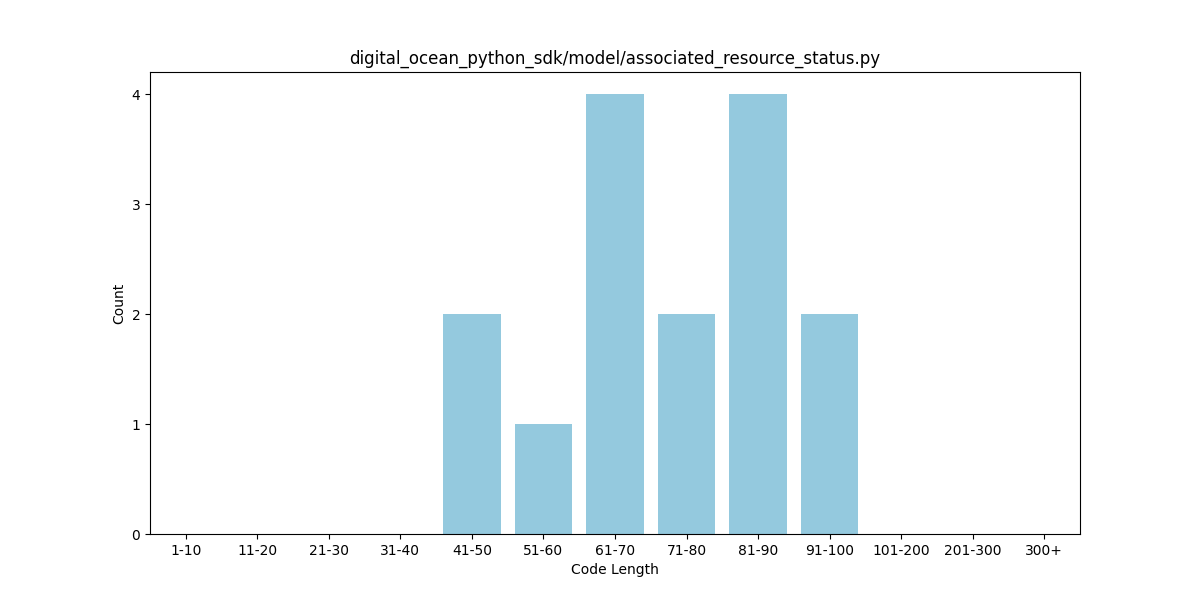 digital_ocean_python_sdk/model/associated_resource_status.py
Count
4
3
2
1
0
1-10 11-20 21-30 31-40 41-50 51-60 61-70 71-80 81-90 91-100 101-200 201-300 300+
Code Length